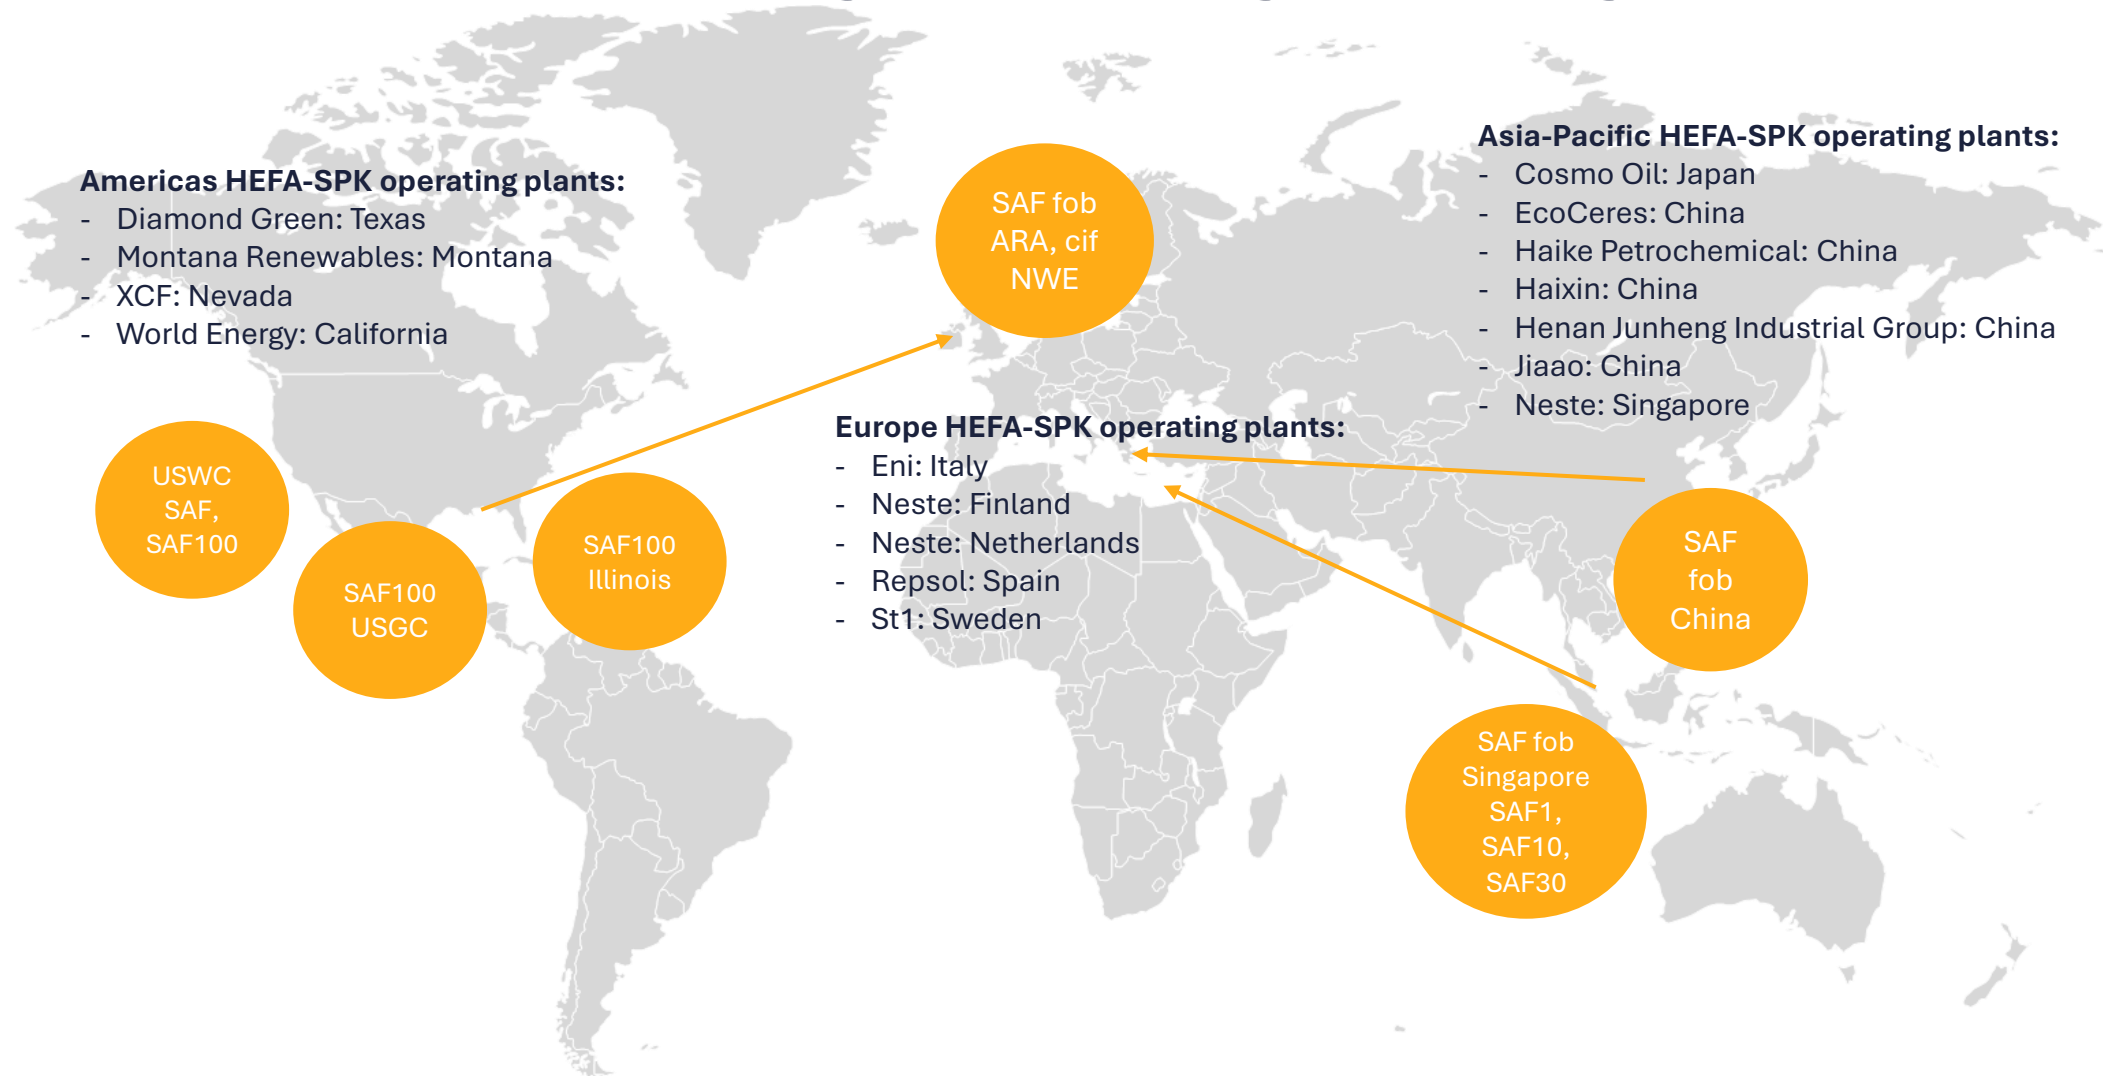 Americas HEFA-SPK operating plants:
- Diamond Green: Texas
- Montana Renewables: Montana
- XCF: Nevada
- World Energy: California
USWC
SAF,
SAF100
SAF100
USGC
SAF100
Illinois
SAF fob
ARA, cif
NWE
Europe HEFA-SPK operating plants:
- Eni: Italy
- Neste: Finland
- Neste: Netherlands
- Repsol: Spain
- St1: Sweden
Asia-Pacific HEFA-SPK operating plants:
- Cosmo Oil: Japan
- EcoCeres: China
- Haike Petrochemical: China
- Haixin: China
- Henan Junheng Industrial Group: China
- Jiaao: China
- Neste: Singapore
SAF
fob
China
SAF fob
Singapore
SAF1,
SAF10,
SAF30